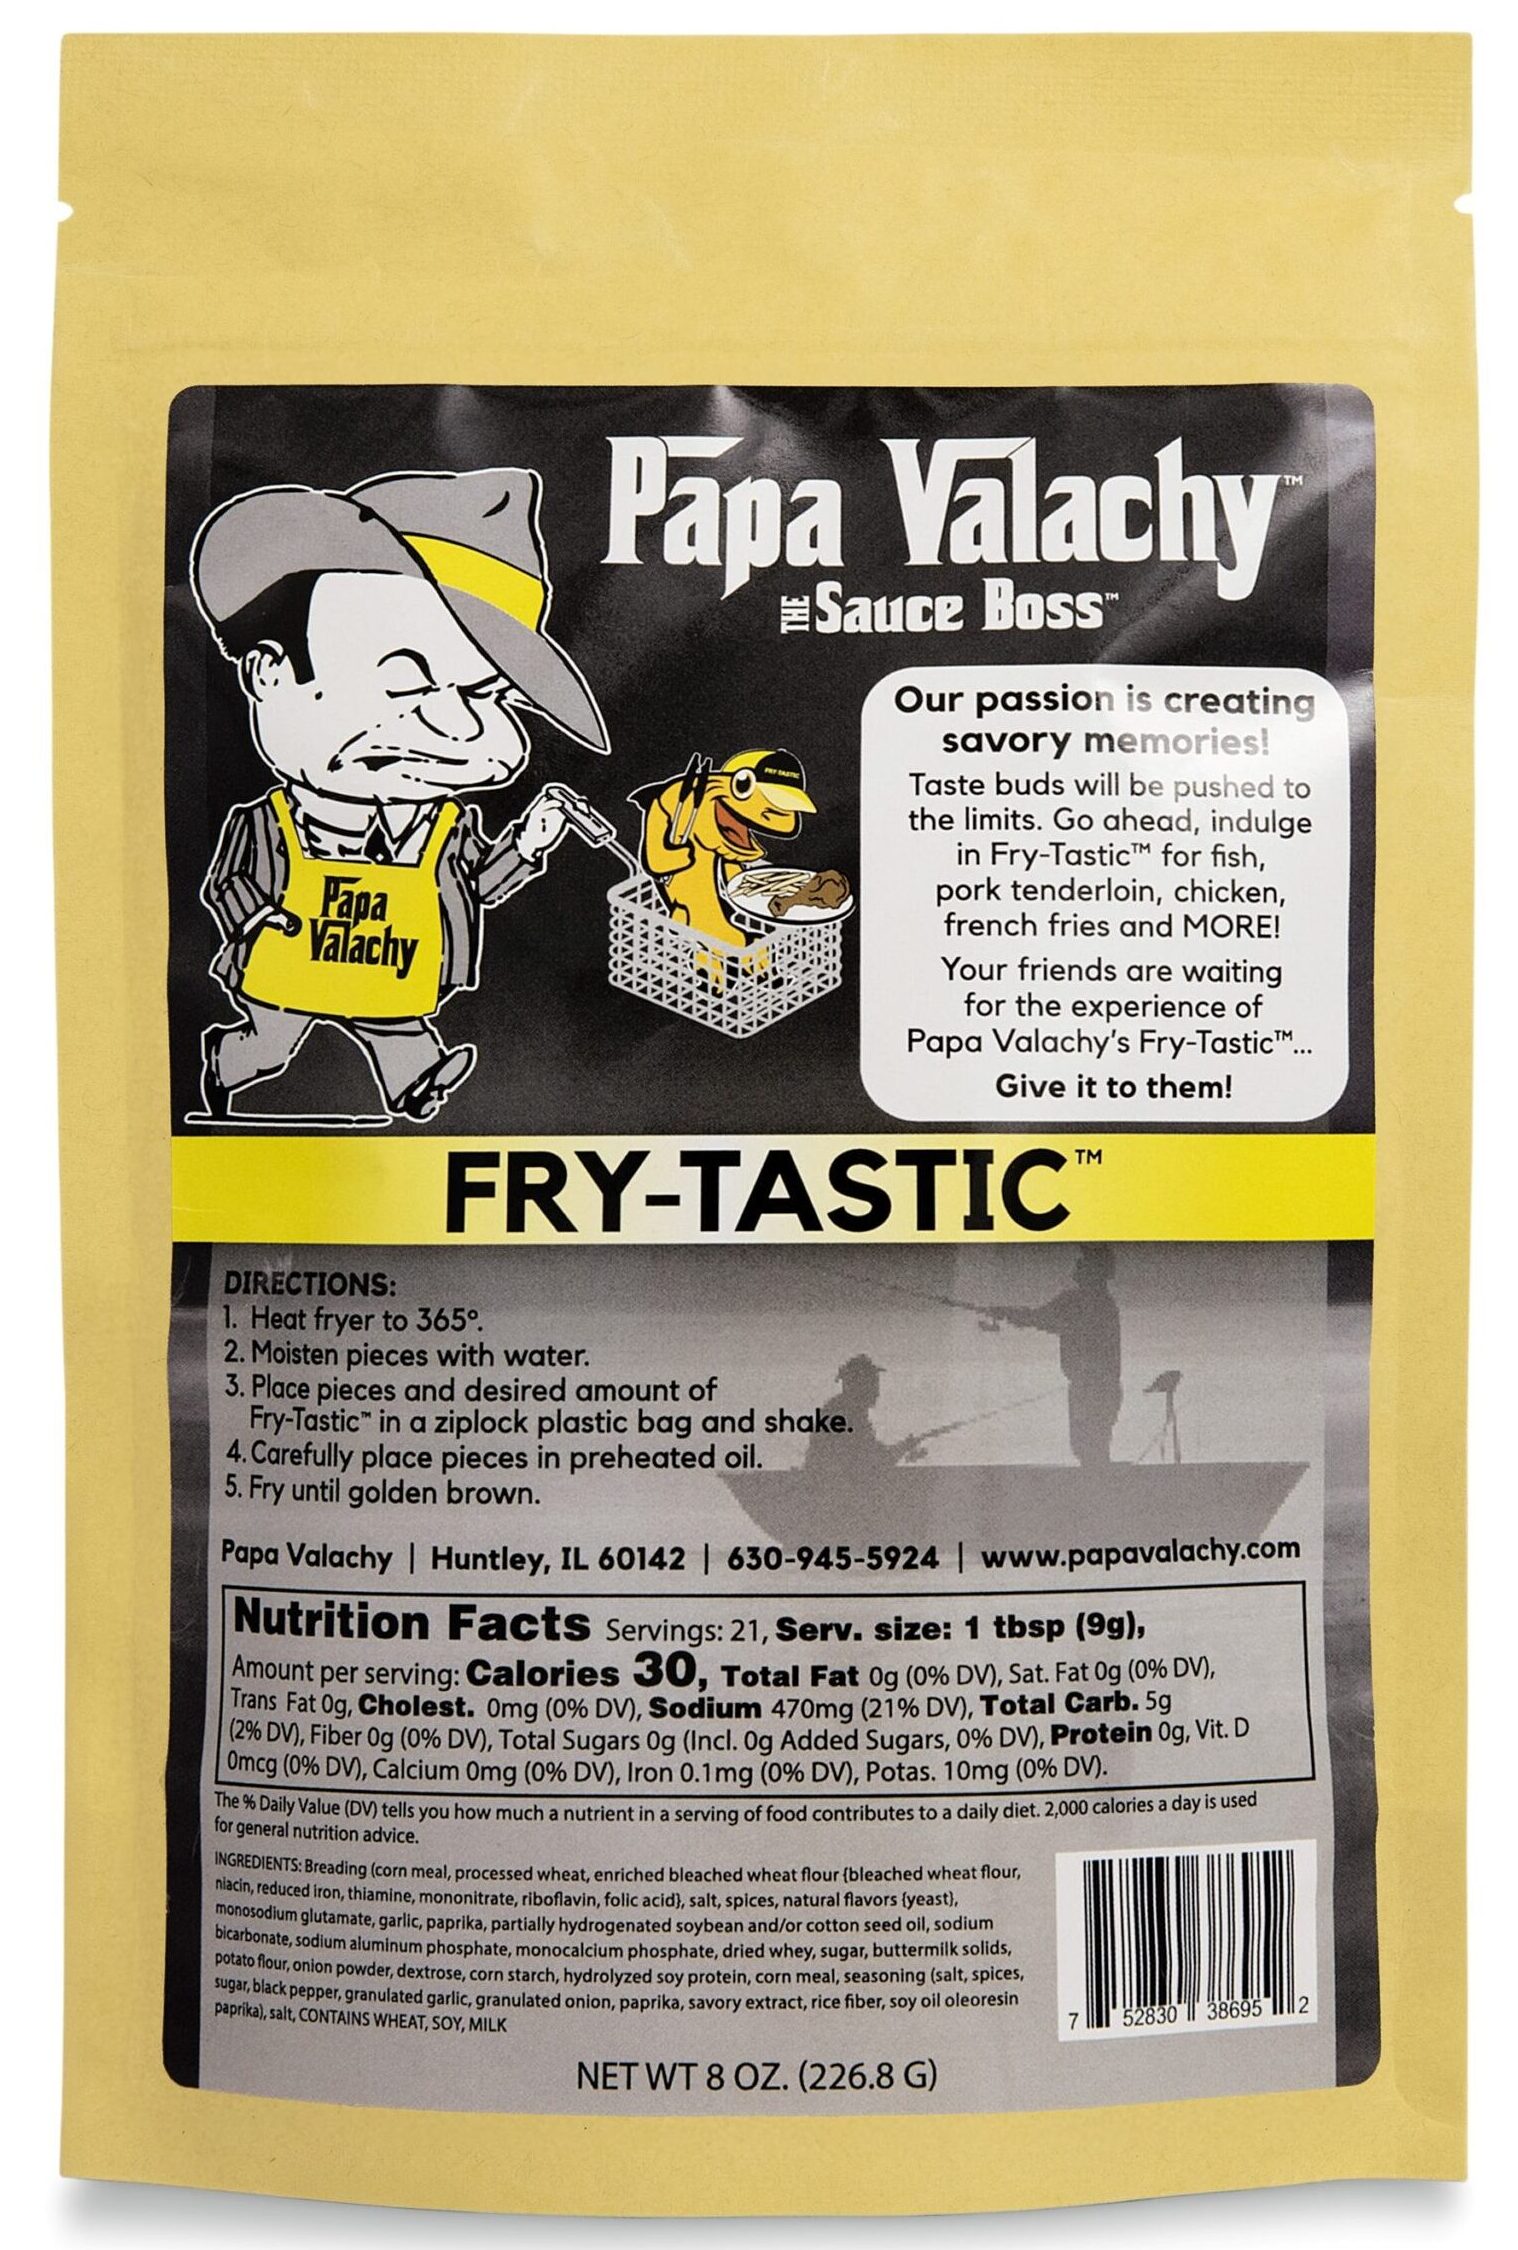 Papa Valachy™
THE Sauce Boss™
Our passion is creating
savory memories!
Taste buds will be pushed to
the limits. Go ahead, indulge
in Fry-Tastic™ for fish,
pork tenderloin, chicken,
french fries and MORE!
Your friends are waiting
for the experience of
Papa Valachy's Fry-Tastic™...
Give it to them!
FRY-TASTIC
Papa
Valachy
FRY-TASTIC™
DIRECTIONS:
1. Heat fryer to 365°.
2. Moisten pieces with water.
3. Place pieces and desired amount of
Fry-Tastic™ in a ziplock plastic bag and shake.
4. Carefully place pieces in preheated oil.
5. Fry until golden brown.
Papa Valachy | Huntley, IL 60142 | 630-945-5924 | www.papavalachy.com
Nutrition Facts Servings: 21, Serv. size: 1 tbsp (9g),
Amount per serving: Calories 30, Total Fat 0g (0% DV), Sat. Fat 0g (0% DV),
Trans Fat 0g, Cholest. 0mg (0% DV), Sodium 470mg (21% DV), Total Carb. 5g
(2% DV), Fiber 0g (0% DV), Total Sugars 0g (Incl. 0g Added Sugars, 0% DV), Protein 0g, Vit. D
0mcg (0% DV), Calcium 0mg (0% DV), Iron 0.1mg (0% DV), Potas. 10mg (0% DV).
The % Daily Value (DV) tells you how much a nutrient in a serving of food contributes to a daily diet. 2,000 calories a day is used
for general nutrition advice.
INGREDIENTS: Breading (corn meal, processed wheat, enriched bleached wheat flour {bleached wheat flour,
niacin, reduced iron, thiamine, mononitrate, riboflavin, folic acid}, salt, spices, natural flavors {yeast},
monosodium glutamate, garlic, paprika, partially hydrogenated soybean and/or cotton seed oil, sodium
bicarbonate, sodium aluminum phosphate, monocalcium phosphate, dried whey, sugar, buttermilk solids,
potato flour, onion powder, dextrose, corn starch, hydrolyzed soy protein, corn meal, seasoning (salt, spices,
sugar, black pepper, granulated garlic, granulated onion, paprika, savory extract, rice fiber, soy oil oleoresin
paprika), salt, CONTAINS WHEAT, SOY, MILK
7 52830 38695 2
NET WT 8 OZ. (226.8 G)